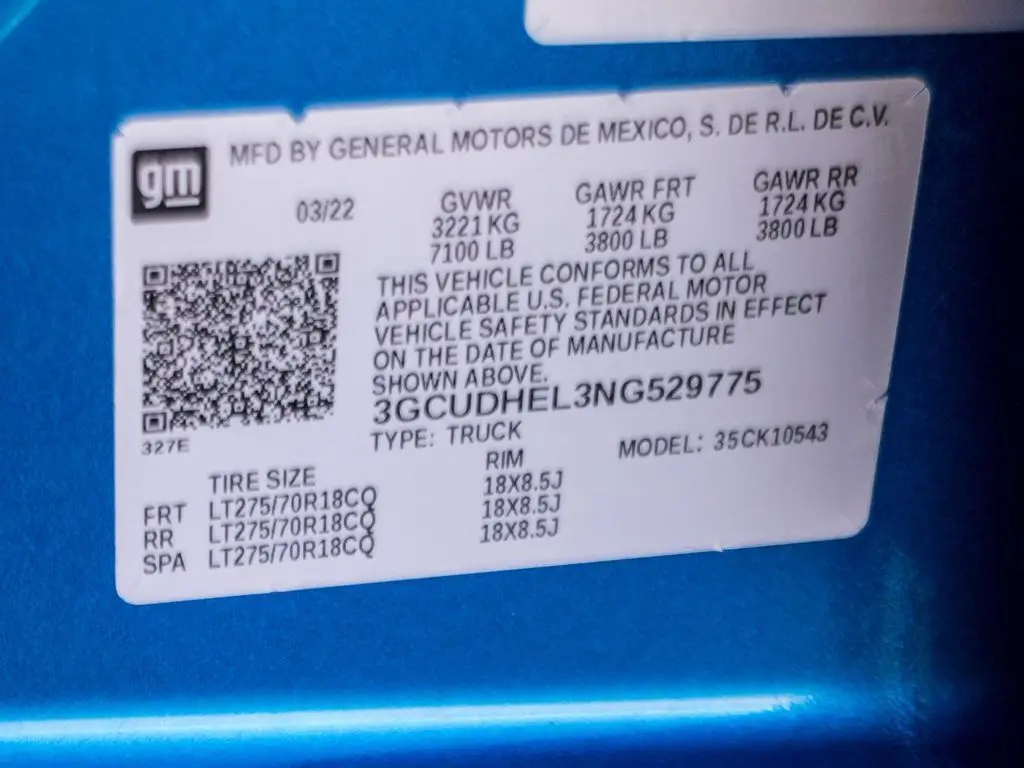 gm
MFD BY GENERAL MOTORS DE MEXICO, S. DE R.L. DE C.V.
03/22
GVWR GAWR FRT GAWR RR
3221 KG 1724 KG 1724 KG
7100 LB 3800 LB 3800 LB
THIS VEHICLE CONFORMS TO ALL
APPLICABLE U.S. FEDERAL MOTOR
VEHICLE SAFETY STANDARDS IN EFFECT
ON THE DATE OF MANUFACTURE
SHOWN ABOVE.
3GCUDHEL3NG529775
327E
TYPE: TRUCK MODEL: 35CK10543
TIRE SIZE RIM
FRT LT275/70R18CQ 18X8.5J
RR LT275/70R18CQ 18X8.5J
SPA LT275/70R18CQ 18X8.5J